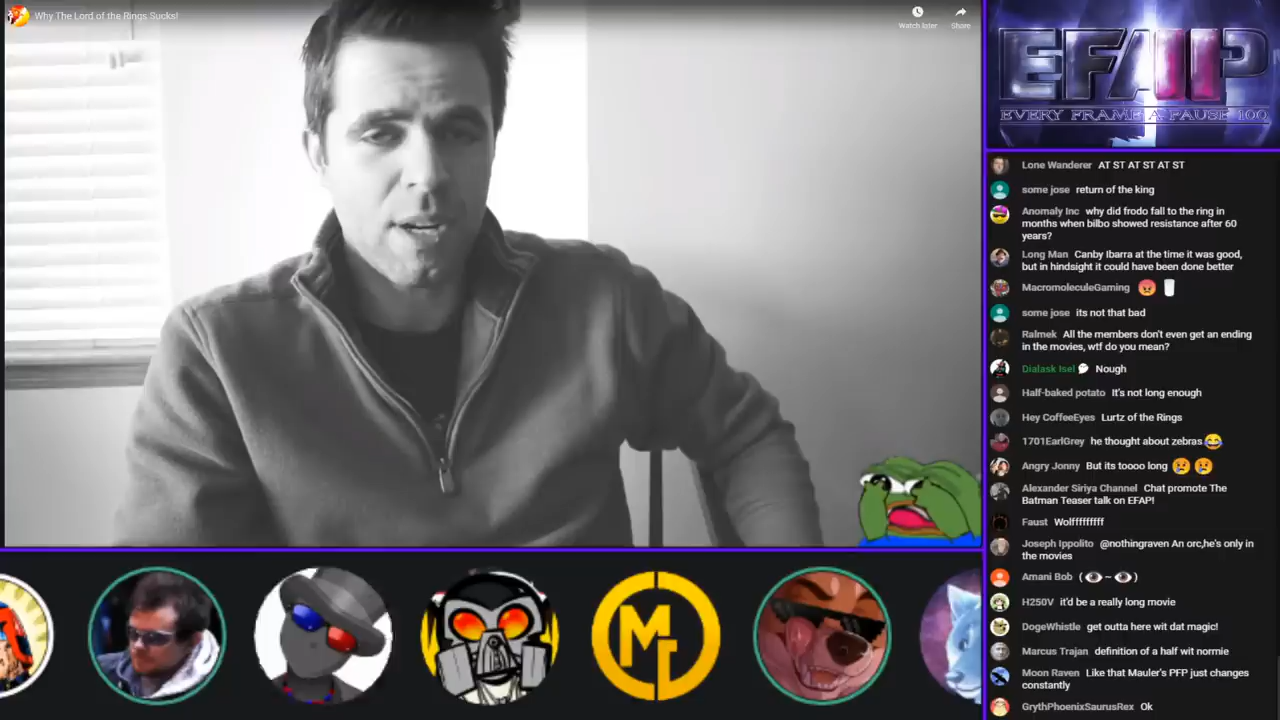 Why The Lord of the Rings Sucks!
Watch later
Share
EFAP
EVERY FRAME A PAUSE 100
Lone Wanderer AT ST AT ST AT ST
some jose return of the king
Anomaly Inc why did frodo fall to the ring in
months when bilbo showed resistance after 60
years?
Long Man Canby Ibarra at the time it was good,
but in hindsight it could have been done better
MacromoleculeGaming 😡 🥛
some jose its not that bad
Ralmek All the members don't even get an ending
in the movies, wtf do you mean?
Dialask Isel Nough
Half-baked potato It's not long enough
Hey CoffeeEyes Lurtz of the Rings
1701EarlGrey he thought about zebras 😂
Angry Jonny But its toooo long 😢 😢
Alexander Siriya Channel Chat promote The
Batman Teaser talk on EFAP!
Faust Wolfffffffff
Joseph Ippolito @nothingraven An orc,he's only in
the movies
Amani Bob (👁~👁)
H250V it'd be a really long movie
DogeWhistle get outta here wit dat magic!
Marcus Trajan definition of a half wit normie
Moon Raven Like that Mauler's PFP just changes
constantly
GrythPhoenixSaurusRex Ok